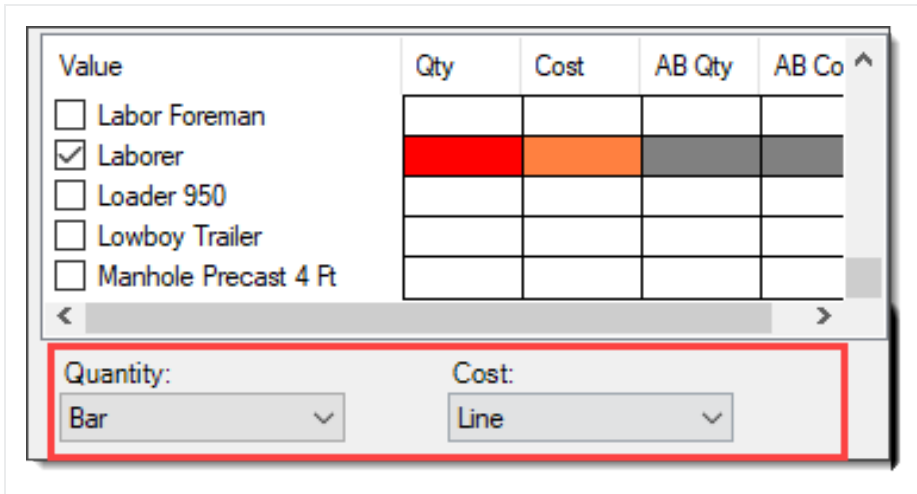 Value Qty Cost AB Qty AB Co
Labor Foreman
Laborer
Loader 950
Lowboy Trailer
Manhole Precast 4 Ft
Quantity: Cost:
Bar Line